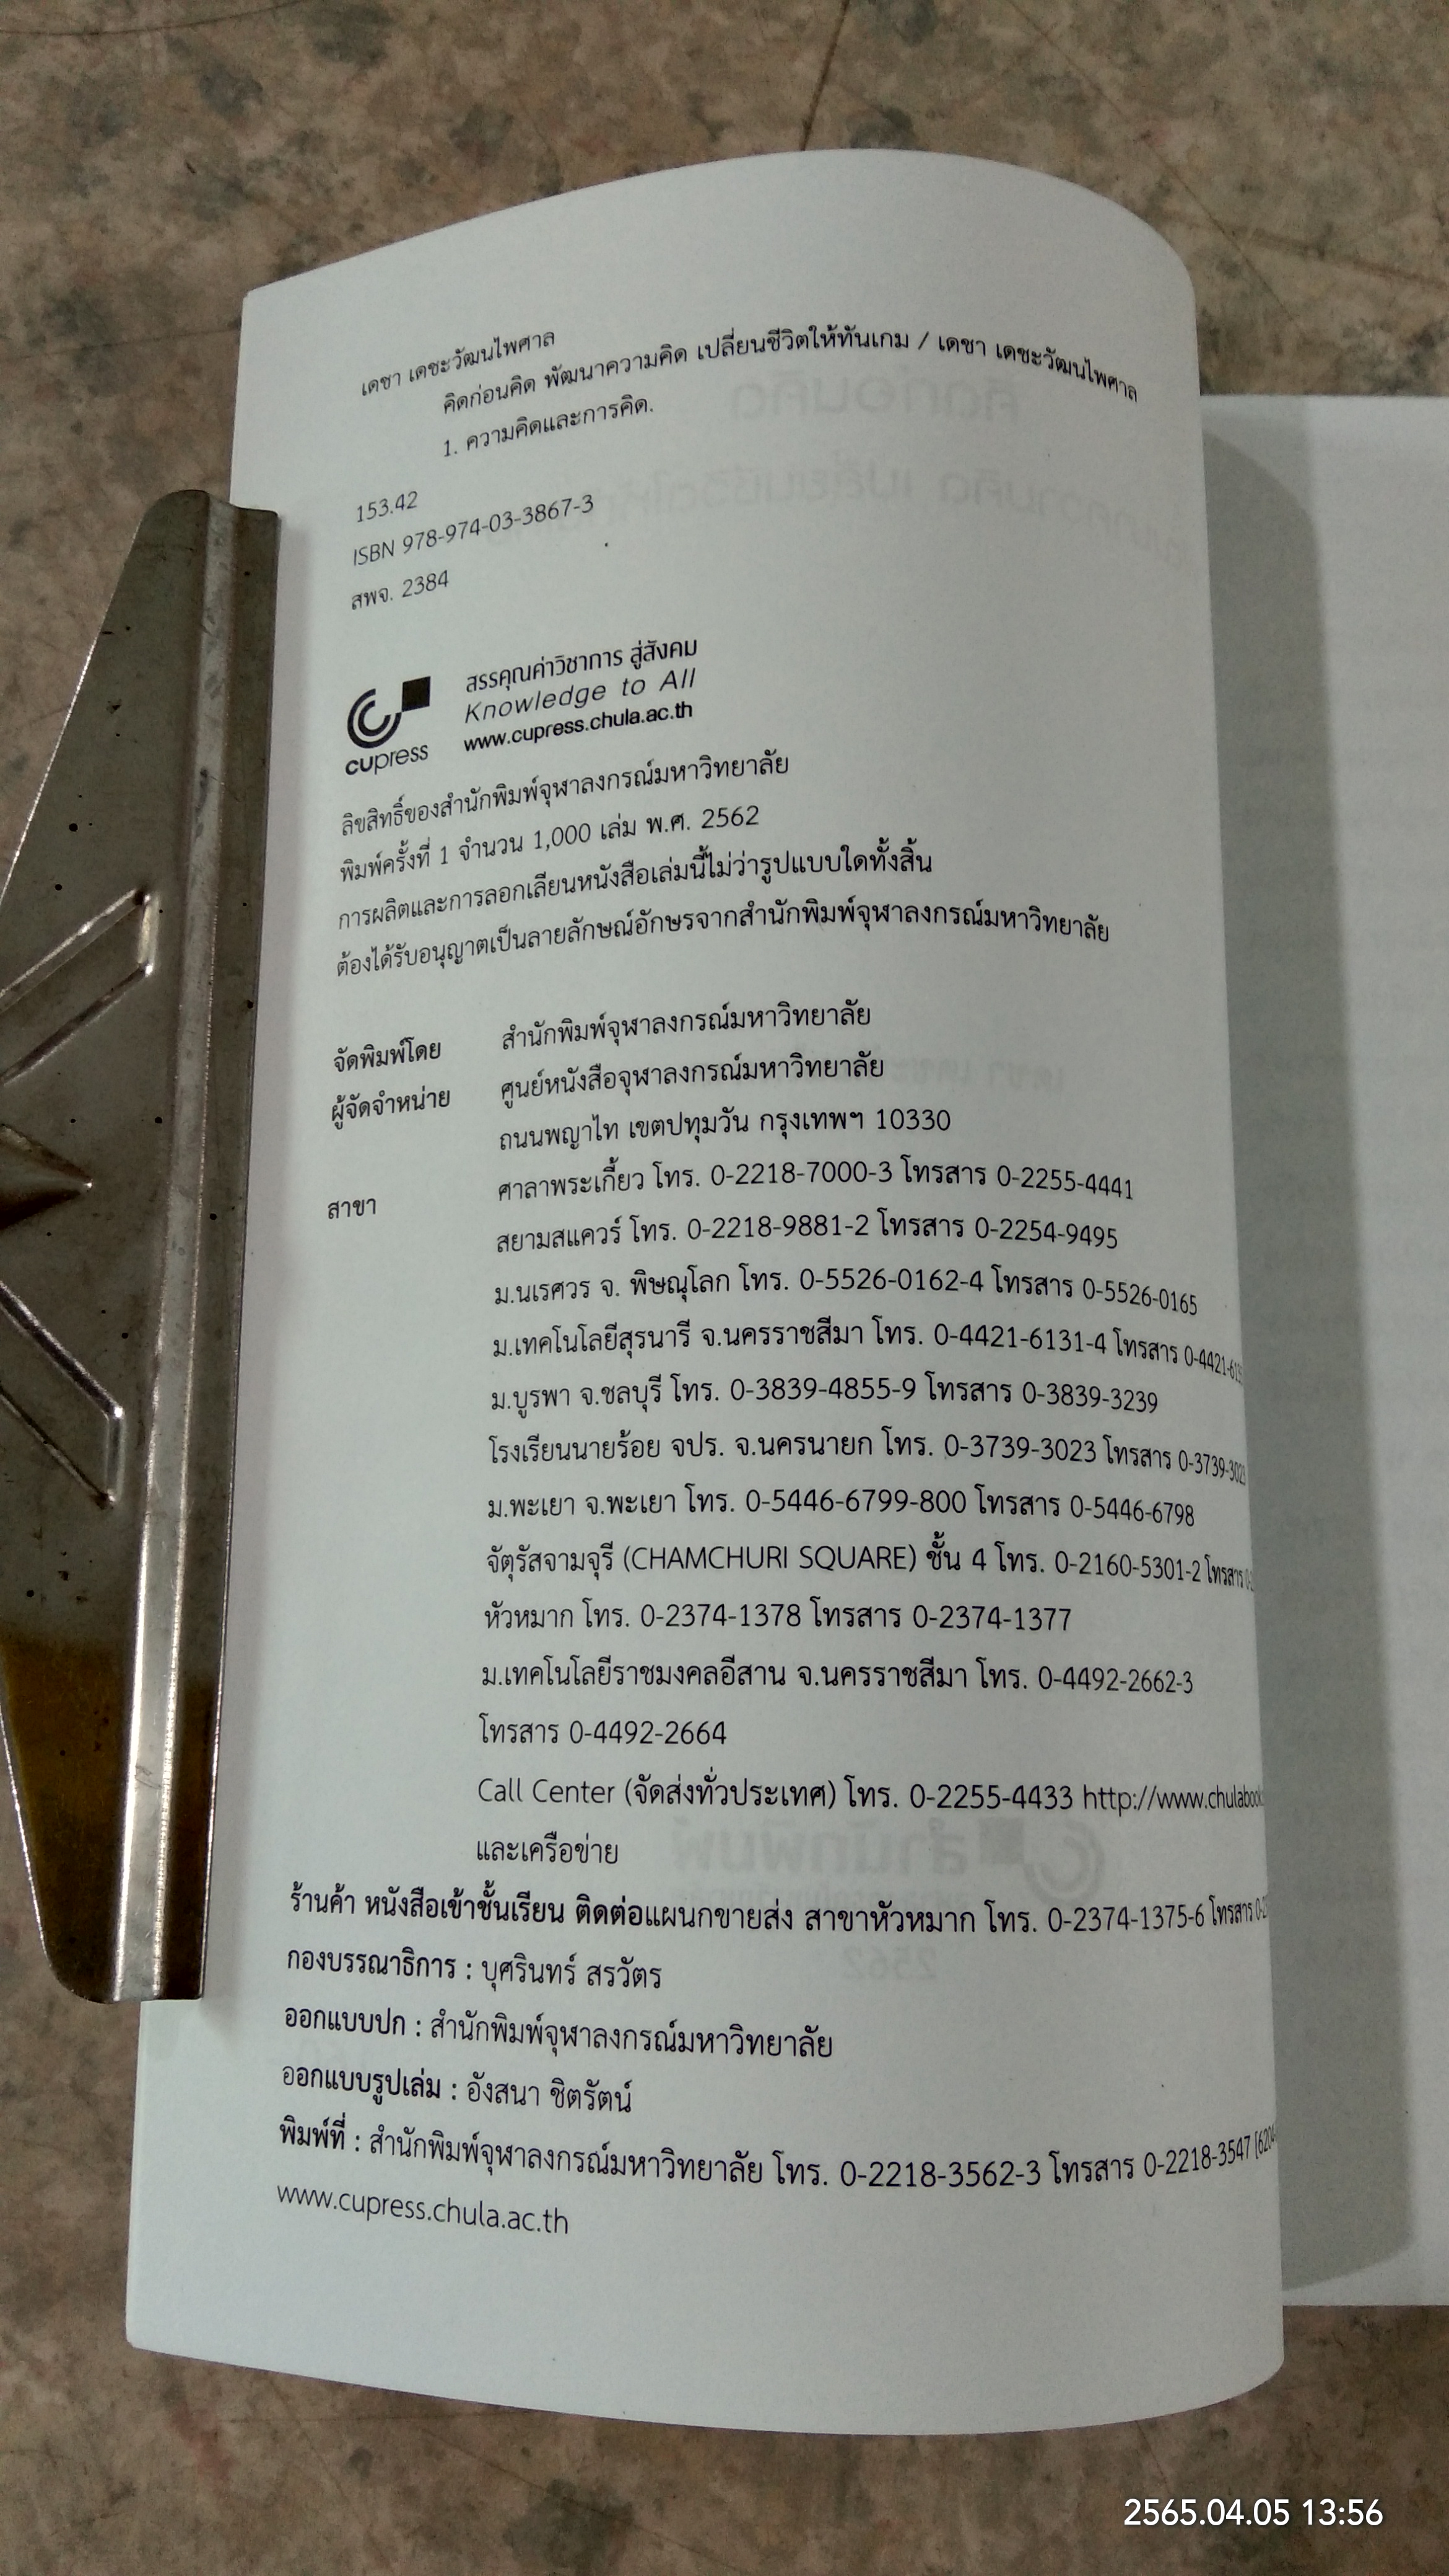 เดชา เดชะวัฒนไพศาล
คิดก่อนคิด พัฒนาความคิด เปลี่ยนชีวิตให้ทันเกม / เดชา เดชะวัฒนไพศาล
1. ความคิดและการคิด.
153.42
ISBN 978-974-03-3867-3
สพจ. 2384
สรรคุณค่าวิชาการ สู่สังคม
Knowledge to All
www.cupress.chula.ac.th
cupress
ลิขสิทธิ์ของสำนักพิมพ์จุฬาลงกรณ์มหาวิทยาลัย
พิมพ์ครั้งที่ 1 จำนวน 1,000 เล่ม พ.ศ. 2562
การผลิตและการลอกเลียนหนังสือเล่มนี้ไม่ว่ารูปแบบใดทั้งสิ้น
ต้องได้รับอนุญาตเป็นลายลักษณ์อักษรจากสำนักพิมพ์จุฬาลงกรณ์มหาวิทยาลัย
จัดพิมพ์โดย สำนักพิมพ์จุฬาลงกรณ์มหาวิทยาลัย
ผู้จัดจำหน่าย ศูนย์หนังสือจุฬาลงกรณ์มหาวิทยาลัย
ถนนพญาไท เขตปทุมวัน กรุงเทพฯ 10330
สาขา ศาลาพระเกี้ยว โทร. 0-2218-7000-3 โทรสาร 0-2255-4441
สยามสแควร์ โทร. 0-2218-9881-2 โทรสาร 0-2254-9495
ม.นเรศวร จ. พิษณุโลก โทร. 0-5526-0162-4 โทรสาร 0-5526-0165
ม.เทคโนโลยีสุรนารี จ.นครราชสีมา โทร. 0-4421-6131-4 โทรสาร
ม.บูรพา จ.ชลบุรี โทร. 0-3839-4855-9 โทรสาร 0-3839-3239
โรงเรียนนายร้อย จปร. จ.นครนายก โทร. 0-3739-3023 โทรสาร 0-3739-3023
ม.พะเยา จ.พะเยา โทร. 0-5446-6799-800 โทรสาร 0-5446-6798
จัตุรัสจามจุรี (CHAMCHURI SQUARE) ชั้น 4 โทร. 0-2160-5301-2 โทรสาร
หัวหมาก โทร. 0-2374-1378 โทรสาร 0-2374-1377
ม.เทคโนโลยีราชมงคลอีสาน จ.นครราชสีมา โทร. 0-4492-2662-3
โทรสาร 0-4492-2664
Call Center (จัดส่งทั่วประเทศ) โทร. 0-2255-4433 http://www.chulabook
และเครือข่าย
ร้านค้า หนังสือเข้าชั้นเรียน ติดต่อแผนกขายส่ง สาขาหัวหมาก โทร. 0-2374-1375-6 โทรสาร
กองบรรณาธิการ : บุศรินทร์ สรวัตร
ออกแบบปก : สำนักพิมพ์จุฬาลงกรณ์มหาวิทยาลัย
ออกแบบรูปเล่ม : อังสนา ชิตรัตน์
พิมพ์ที่ : สำนักพิมพ์จุฬาลงกรณ์มหาวิทยาลัย โทร. 0-2218-3562-3 โทรสาร 0-2218-3547
www.cupress.chula.ac.th
2565.04.05 13:56